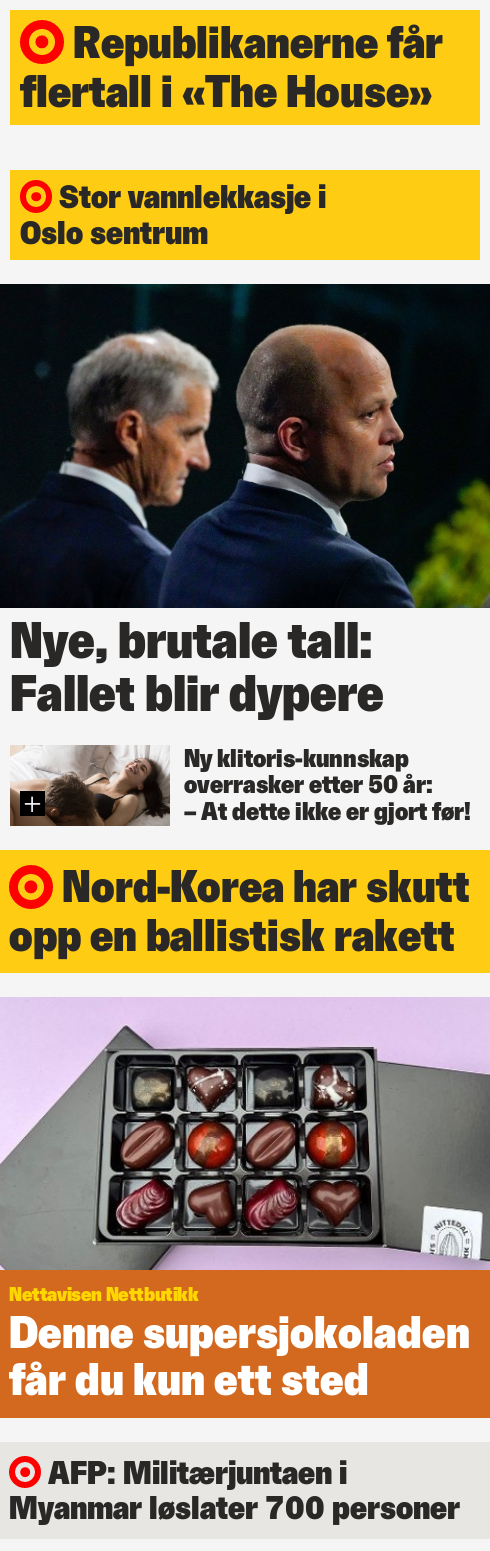 Republikanerne får
flertall i «The House»
Stor vannlekkasje i
Oslo sentrum
Nye, brutale tall:
Fallet blir dypere
Ny klitoris-kunnskap
overrasker etter 50 år:
– At dette ikke er gjort før!
Nord-Korea har skutt
opp en ballistisk rakett
NITTEDAL
Nettavisen Nettbutikk
Denne supersjokoladen
får du kun ett sted
AFP: Militærjuntaen i
Myanmar løslater 700 personer